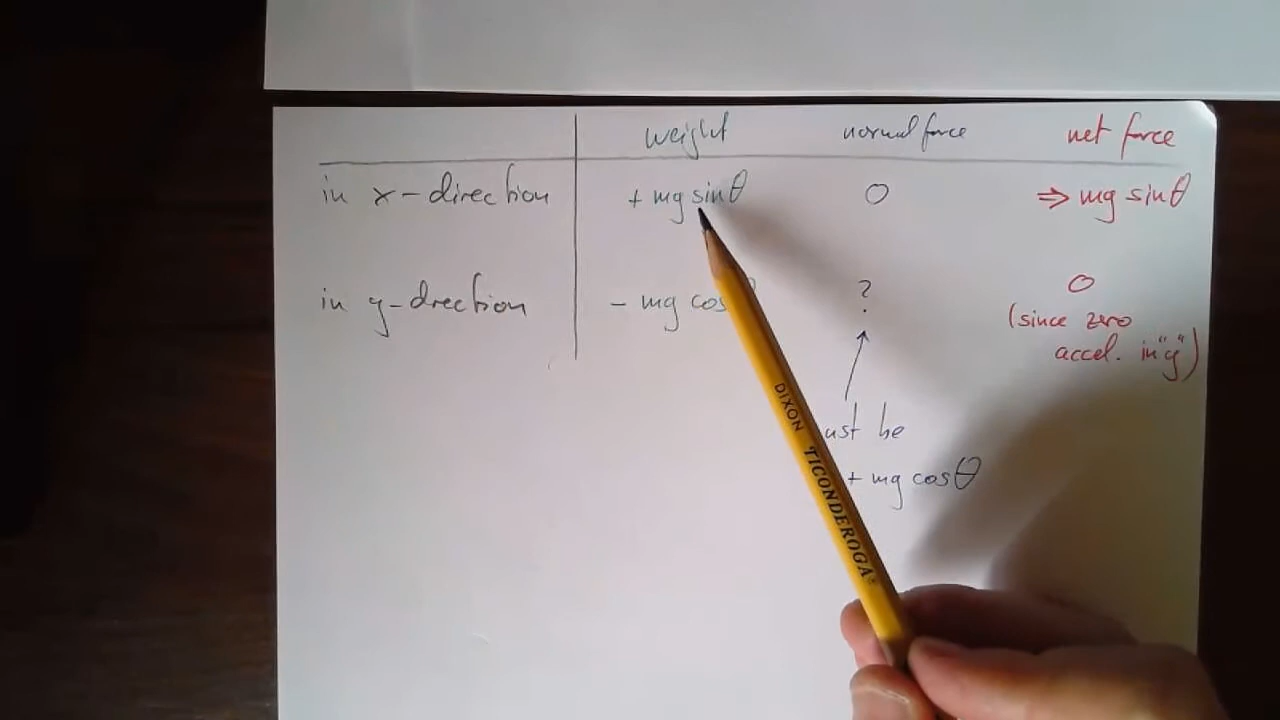 weight normal force net force
in x-direction + mg sinθ 0 ⇒ mg sinθ
in y-direction - mg cos ? 0
(since zero
accel. in "y")
ust be
+ mg cosθ
DIXON TICONDEROGA